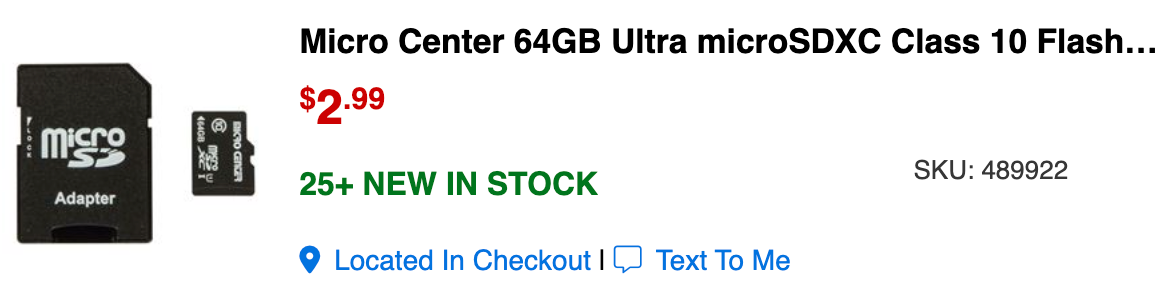 Micro Center 64GB Ultra microSDXC Class 10 Flash…
$2.99
25+ NEW IN STOCK
SKU: 489922
Located In Checkout | Text To Me
Lock
micro
SD
Adapter
64GB
10
micro
SD
XC I
U1
MICRO CENTER